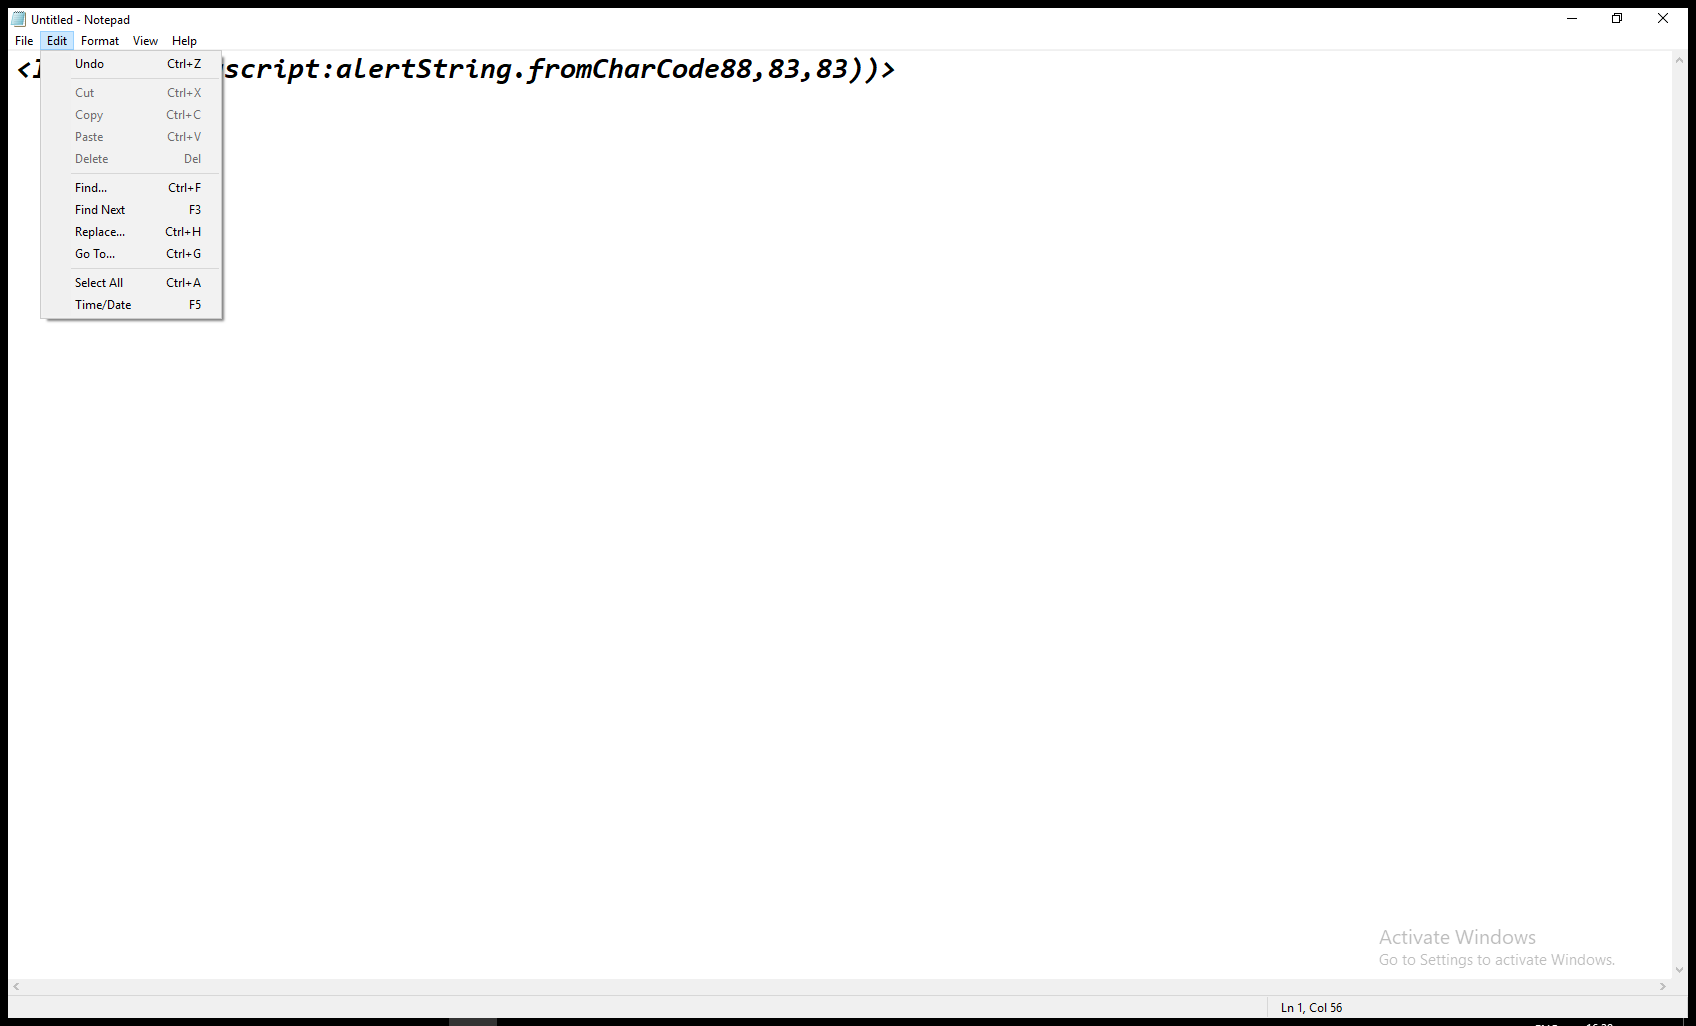 Untitled - Notepad
File Edit Format View Help
script:alertString.fromCharCode88,83,83))>
Undo Ctrl+Z
Cut Ctrl+X
Copy Ctrl+C
Paste Ctrl+V
Delete Del
Find... Ctrl+F
Find Next F3
Replace... Ctrl+H
Go To... Ctrl+G
Select All Ctrl+A
Time/Date F5
Activate Windows
Go to Settings to activate Windows.
Ln 1, Col 56